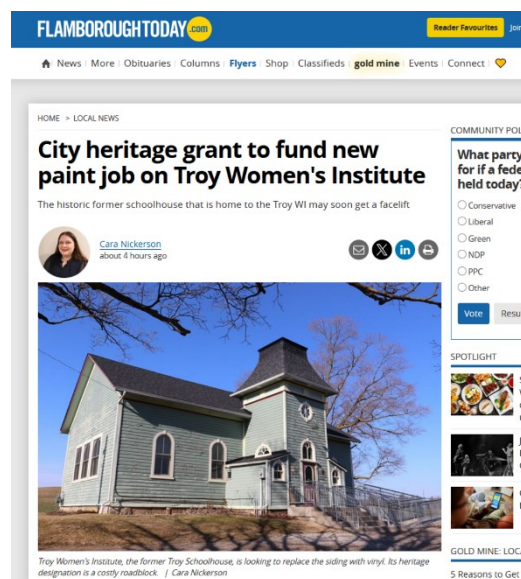 FLAMBOROUGHTODAY.com
Reader Favourites
News More Obituaries Columns Flyers Shop Classifieds gold mine Events Connect
HOME > LOCAL NEWS
City heritage grant to fund new
paint job on Troy Women's Institute
The historic former schoolhouse that is home to the Troy WI may soon get a facelift
Cara Nickerson
about 4 hours ago
Troy Women's Institute, the former Troy Schoolhouse, is looking to replace the siding with vinyl. Its heritage
designation is a costly roadblock. | Cara Nickerson
COMMUNITY
What party
for if a
held today?
Conservative
Liberal
Green
NDP
PPC
Other
Vote
SPOTLIGHT
GOLD MINE:
5 Reasons to Get